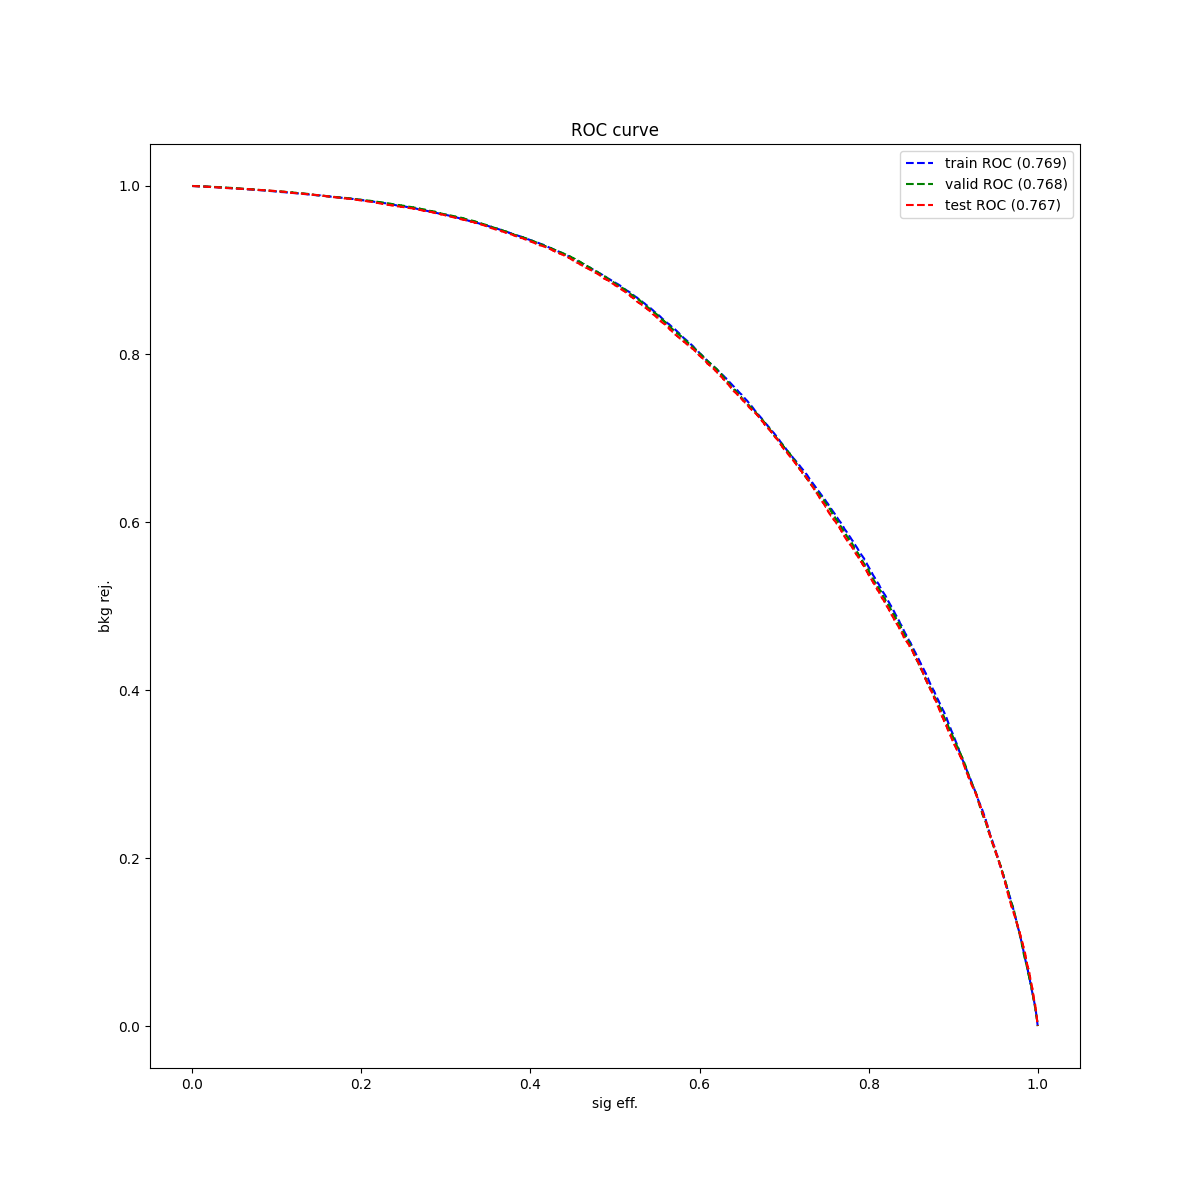 ROC curve
train ROC (0.769)
valid ROC (0.768)
test ROC (0.767)
1.0
0.8
0.6
0.4
0.2
0.0
bkg rej.
0.0 0.2 0.4 0.6 0.8 1.0
sig eff.